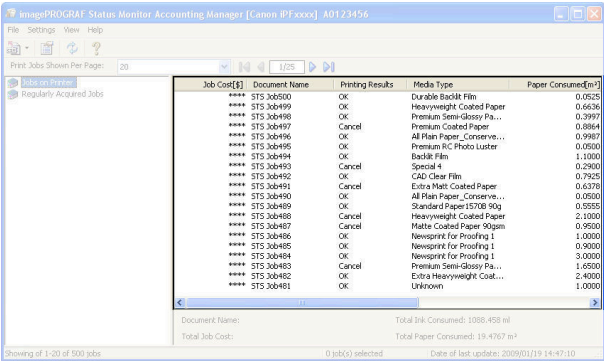 imagePROGRAF Status Monitor Accounting Manager [Canon iPFxxxx] A0123456
File Settings View Help
Print Jobs Shown Per Page: 20 1/25
Jobs on Printer
Regularly Acquired Jobs
Job Cost[$] Document Name Printing Results Media Type Paper Consumed[m²]
**** STS Job500 OK Durable Backlit Film 0.0525
**** STS Job499 OK Heavyweight Coated Paper 0.6636
**** STS Job498 OK Premium Semi-Glossy Pa... 0.3997
**** STS Job497 Cancel Premium Coated Paper 0.8864
**** STS Job496 OK All Plain Paper_Conserve... 0.9987
**** STS Job495 OK Premium RC Photo Luster 0.0500
**** STS Job494 OK Backlit Film 1.1000
**** STS Job493 Cancel Special 4 0.2900
**** STS Job492 OK CAD Clear Film 0.7925
**** STS Job491 Cancel Extra Matt Coated Paper 0.6378
**** STS Job490 OK All Plain Paper_Conserve... 0.0500
**** STS Job489 OK Standard Paper1570B 90g 0.5555
**** STS Job488 Cancel Heavyweight Coated Paper 2.1000
**** STS Job487 Cancel Matte Coated Paper 90gsm 0.9500
**** STS Job486 OK Newsprint for Proofing 1 1.0000
**** STS Job485 OK Newsprint for Proofing 1 0.9000
**** STS Job484 OK Newsprint for Proofing 1 3.0000
**** STS Job483 Cancel Premium Semi-Glossy Pa... 1.6500
**** STS Job482 OK Extra Heavyweight Coat... 2.4000
**** STS Job481 OK Unknown 1.0000
Document Name: Total Ink Consumed: 1088.458 ml
Total Job Cost: Total Paper Consumed: 19.4767 m²
Showing of 1-20 of 500 jobs 0 job(s) selected Date of last update: 2009/01/19 14:47:10